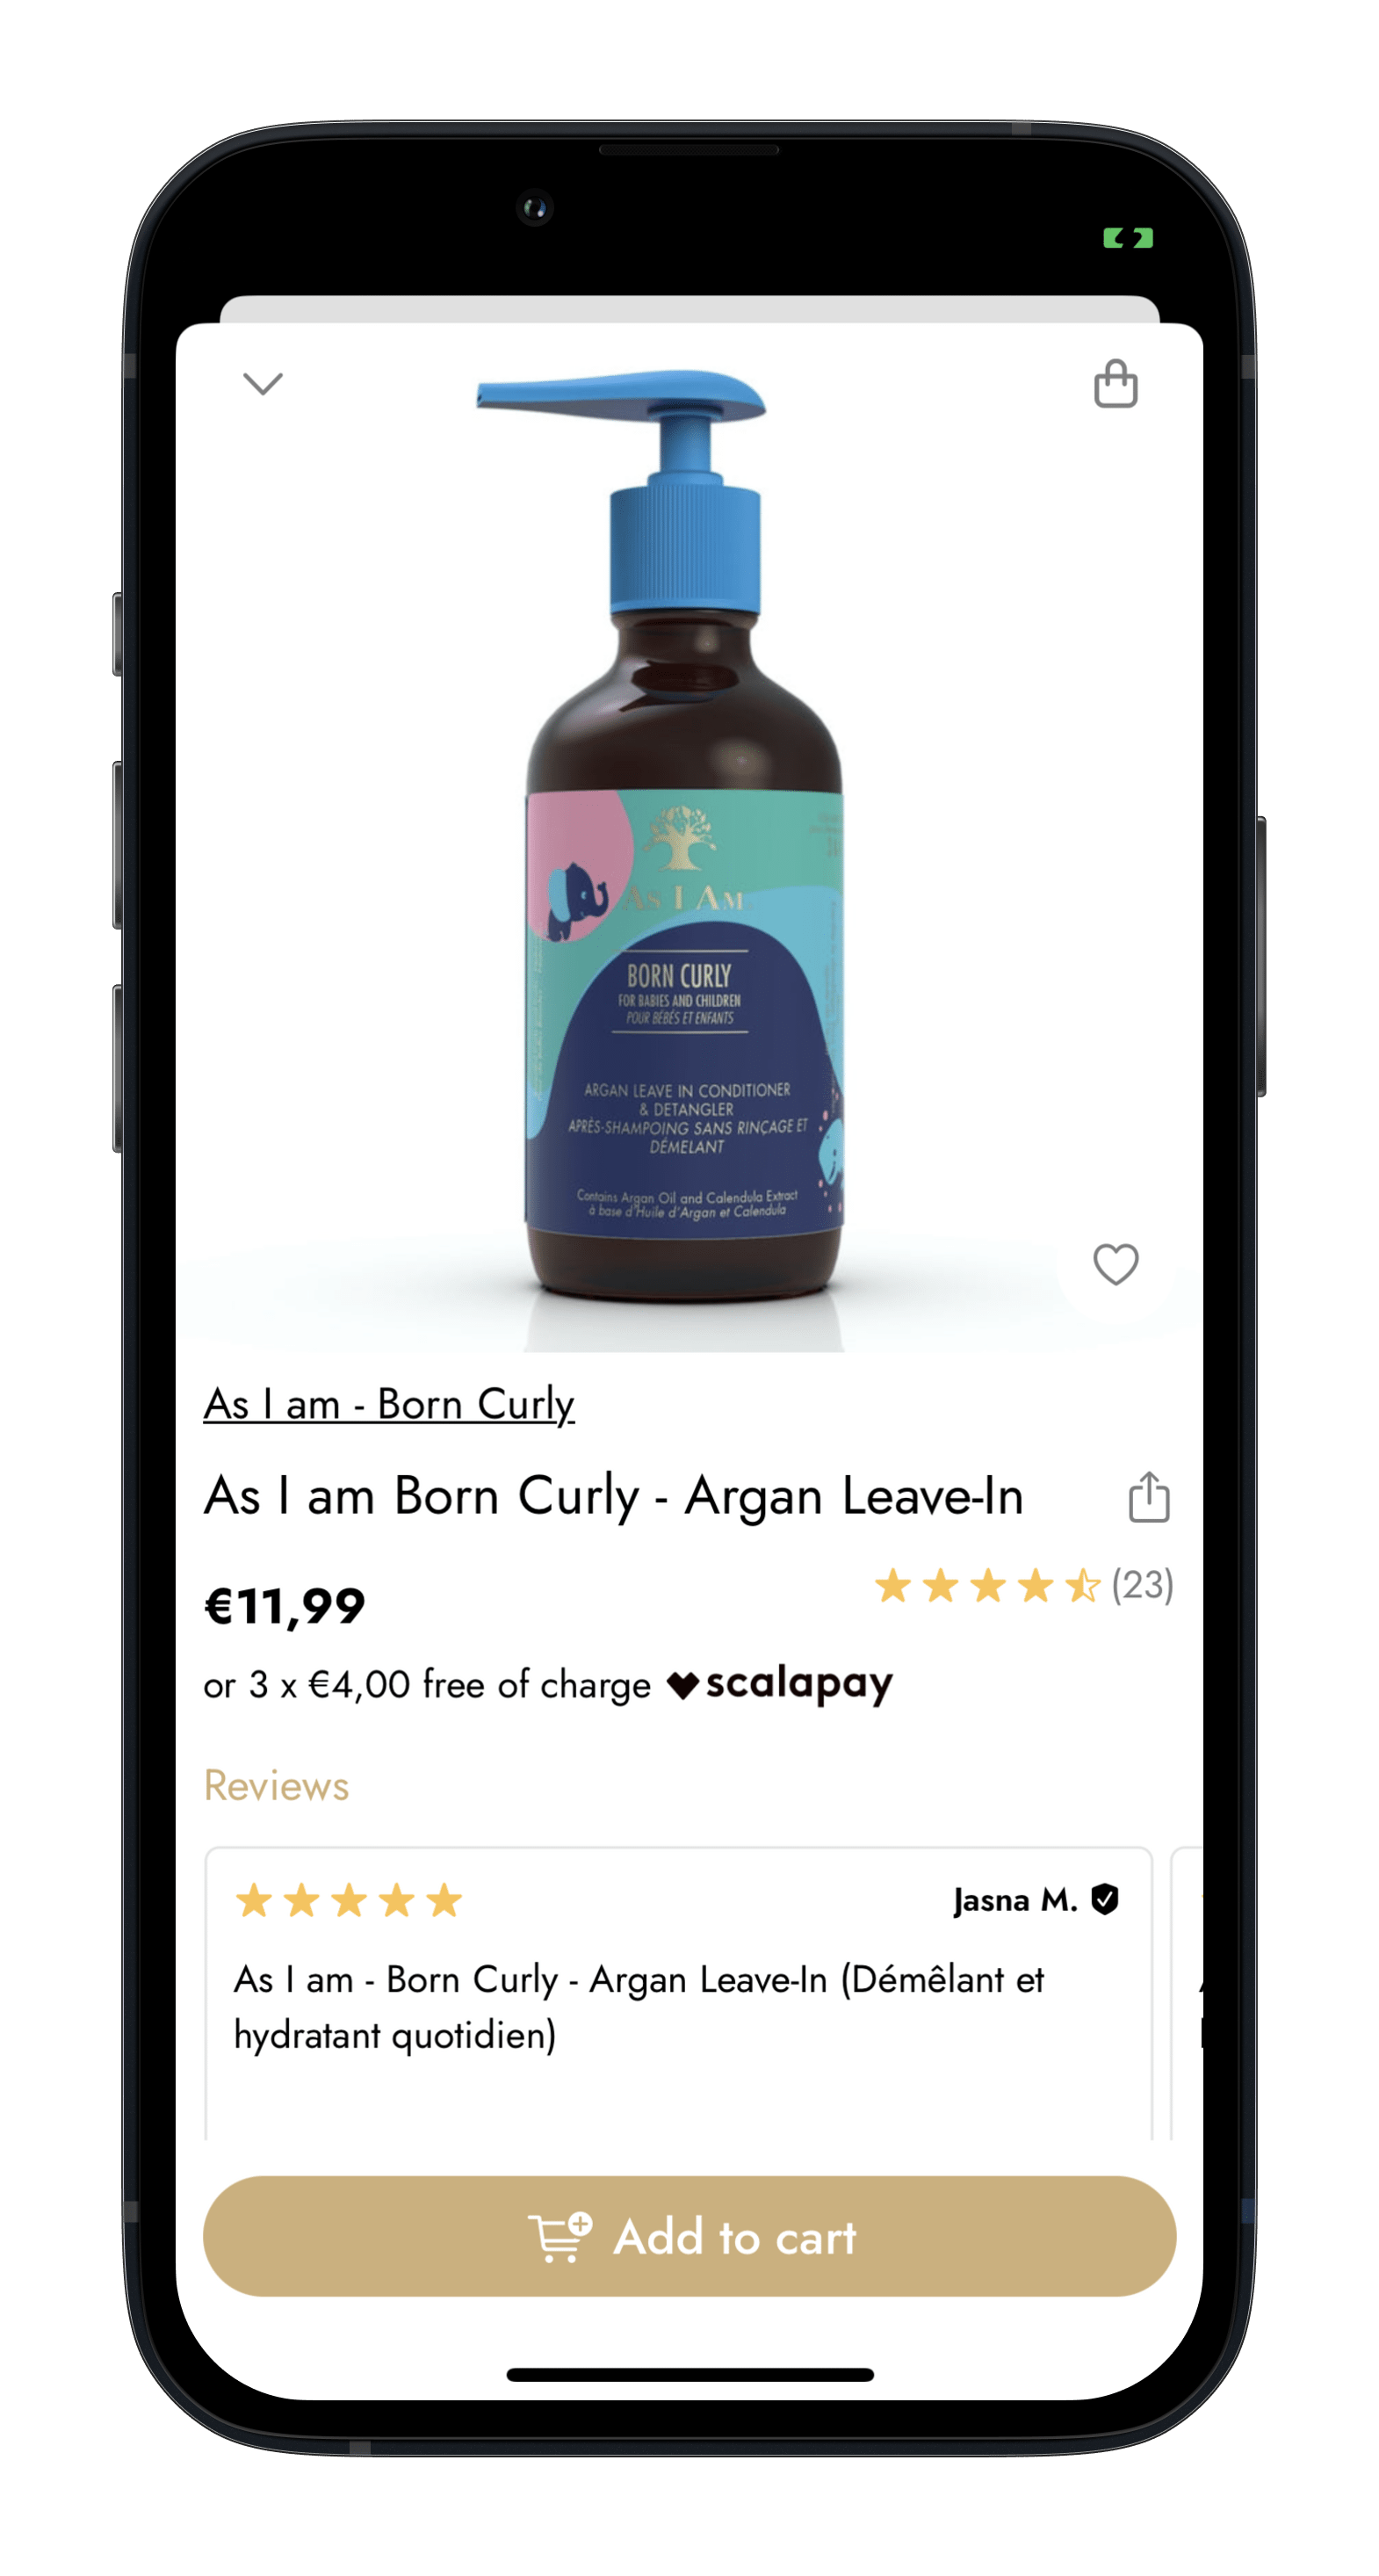 As I Am
BORN CURLY
FOR BABIES AND CHILDREN
POUR BÉBÉS ET ENFANTS
ARGAN LEAVE IN CONDITIONER
& DETANGLER
APRÈS-SHAMPOING SANS RINÇAGE ET
DÉMELANT
Contains Argan Oil and Calendula Extract
à base d'Huile d'Argan et Calendula
As I am - Born Curly
As I am Born Curly - Argan Leave-In
€11,99
(23)
or 3 x €4,00 free of charge scalapay
Reviews
Jasna M.
As I am - Born Curly - Argan Leave-In (Démêlant et
hydratant quotidien)
Add to cart